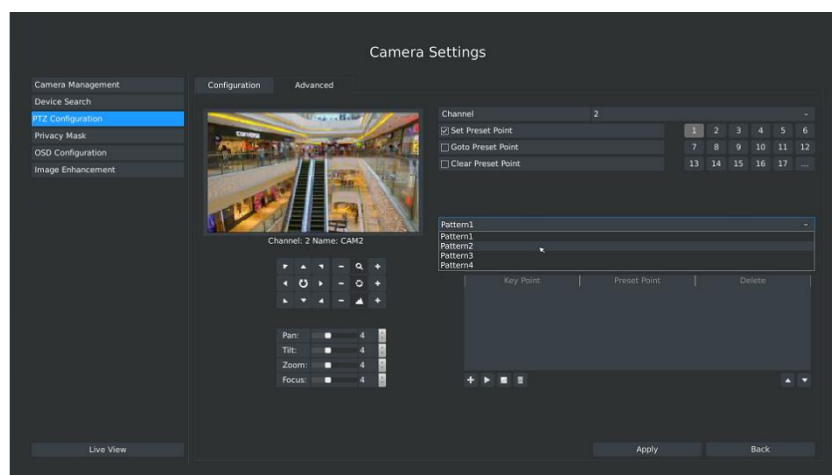 Camera Settings
Camera Management
Device Search
PTZ Configuration
Privacy Mask
OSD Configuration
Image Enhancement
Configuration Advanced
Channel 2
Set Preset Point 1 2 3 4 5 6
Goto Preset Point 7 8 9 10 11 12
Clear Preset Point 13 14 15 16 17 ...
Channel: 2 Name: CAM2
Pattern1
Pattern1
Pattern2
Pattern3
Pattern4
Key Point Preset Point Delete
Pan: 4
Tilt: 4
Zoom: 4
Focus: 4
Live View
Apply Back